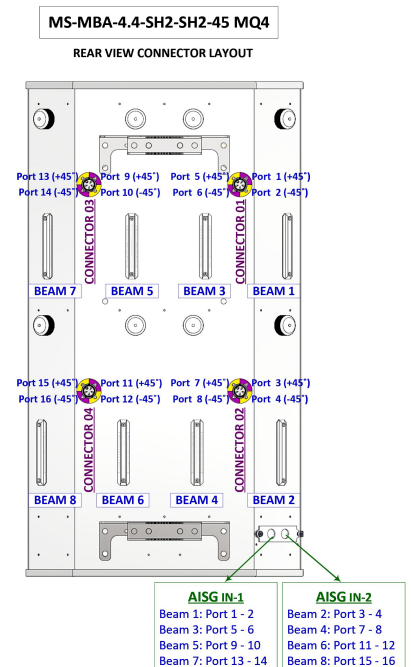 MS-MBA-4.4-SH2-SH2-45 MQ4
REAR VIEW CONNECTOR LAYOUT
Port 13 (+45°) Port 9 (+45°) Port 5 (+45°) Port 1 (+45°)
Port 14 (-45°) Port 10 (-45°) Port 6 (-45°) Port 2 (-45°)
CONNECTOR 03
CONNECTOR 01
BEAM 7 BEAM 5 BEAM 3 BEAM 1
Port 15 (+45°) Port 11 (+45°) Port 7 (+45°) Port 3 (+45°)
Port 16 (-45°) Port 12 (-45°) Port 8 (-45°) Port 4 (-45°)
CONNECTOR 04
CONNECTOR 02
BEAM 8 BEAM 6 BEAM 4 BEAM 2
AISG IN-1
Beam 1: Port 1 - 2
Beam 3: Port 5 - 6
Beam 5: Port 9 - 10
Beam 7: Port 13 - 14
AISG IN-2
Beam 2: Port 3 - 4
Beam 4: Port 7 - 8
Beam 6: Port 11 - 12
Beam 8: Port 15 - 16